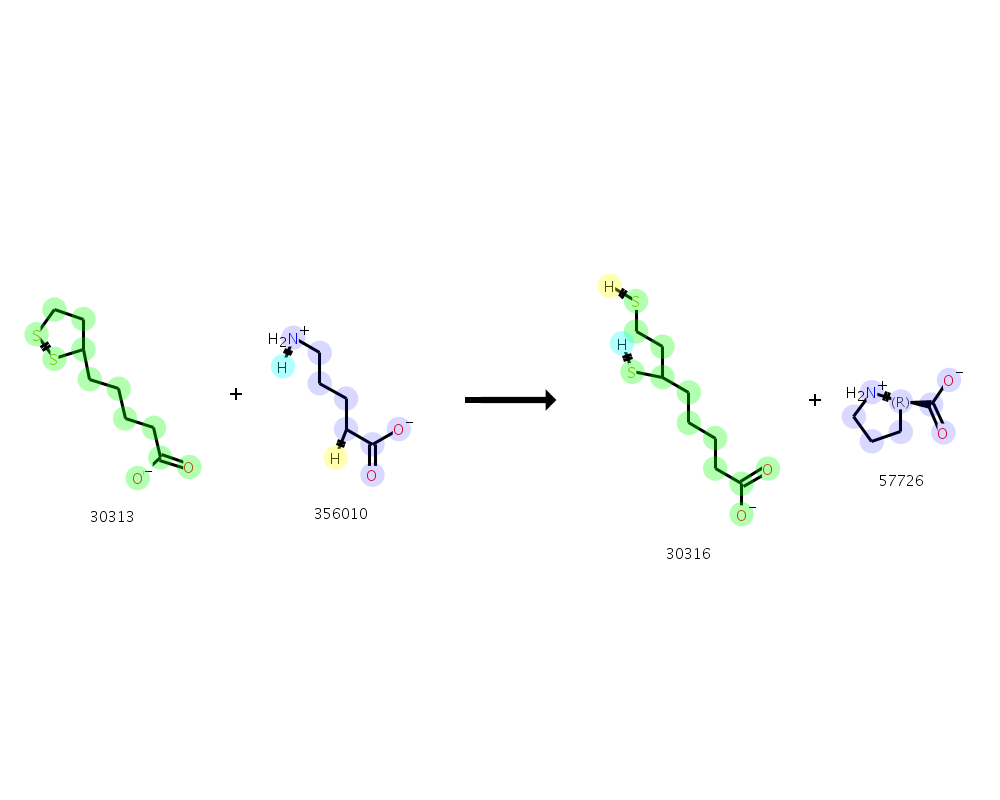 H
S
H
S
S
S
H₂N⁺
H
H
O⁻
O
O⁻
O
+
+
H₂N⁺
(R)
O⁻
O
O
O⁻
30313
356010
30316
57726